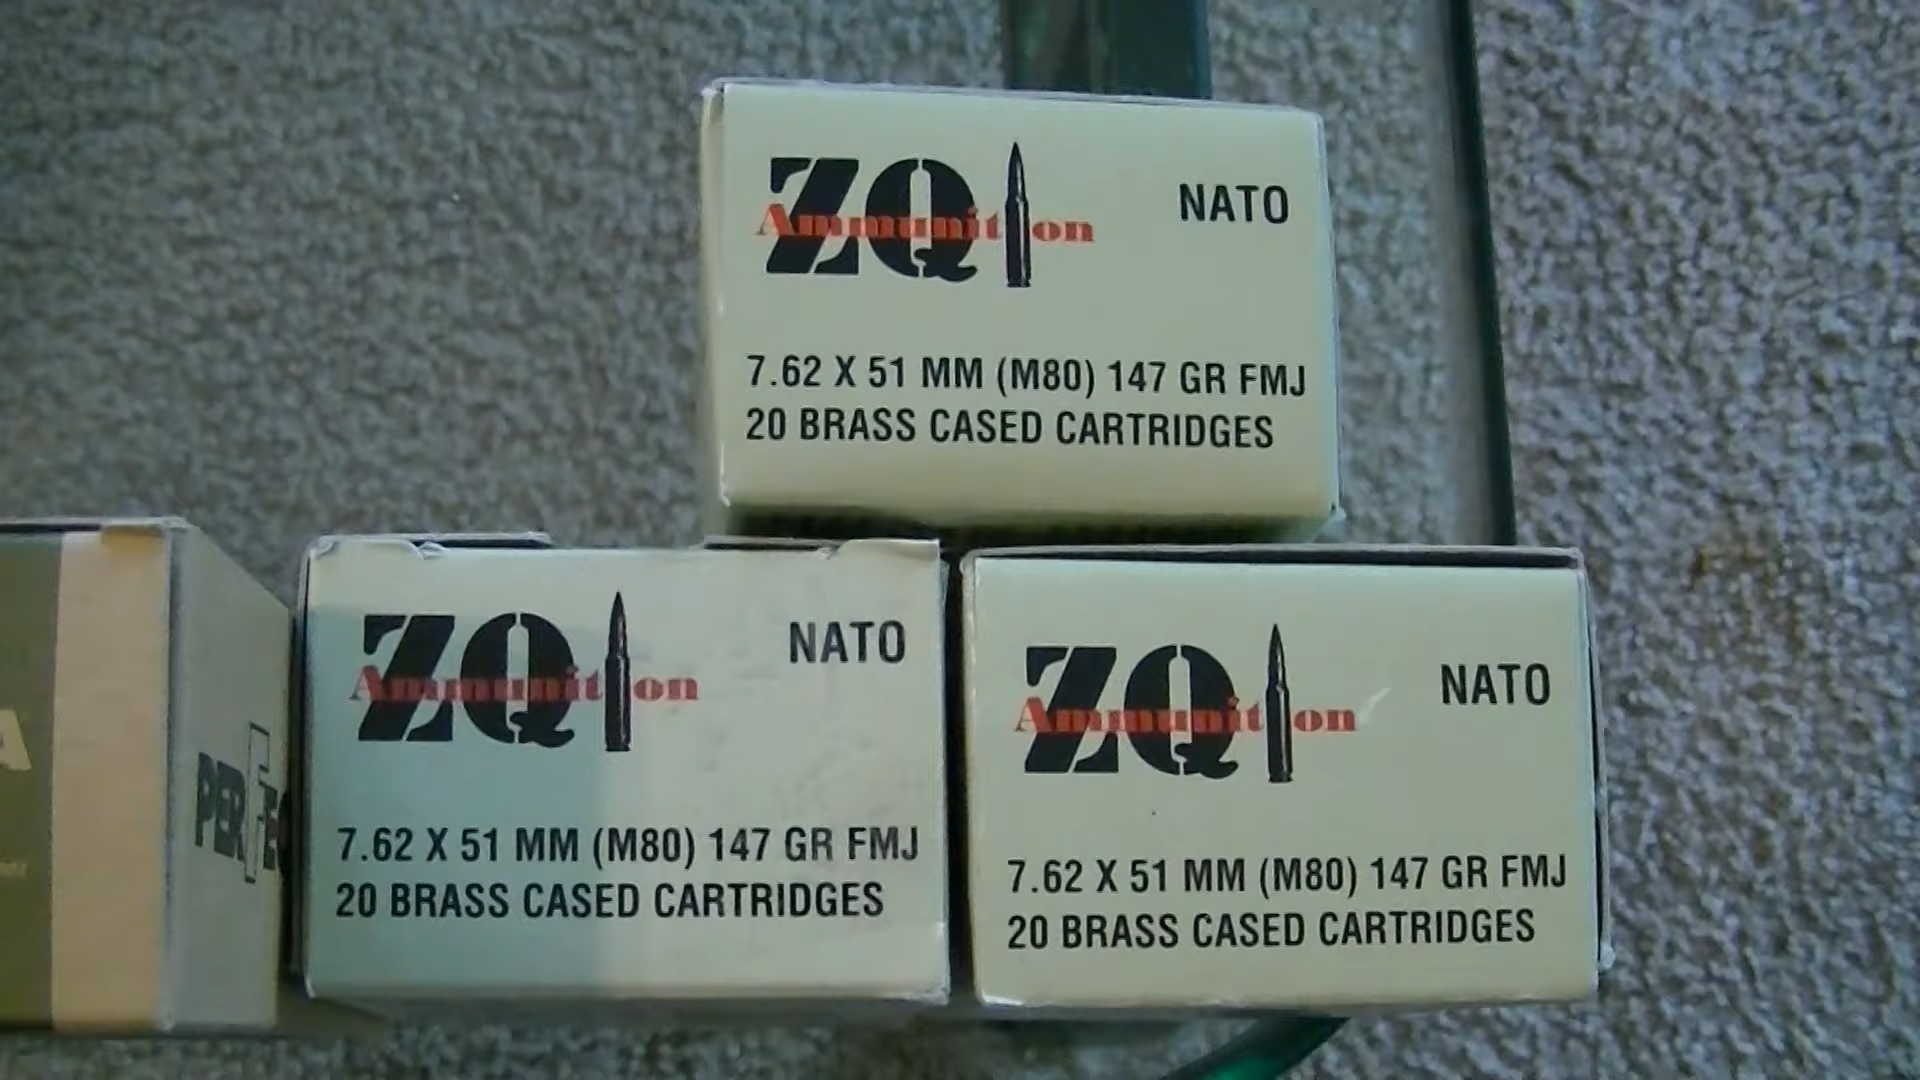 ZQ
Ammunition
NATO
7.62 X 51 MM (M80) 147 GR FMJ
20 BRASS CASED CARTRIDGES
ZQ
Ammunition
NATO
7.62 X 51 MM (M80) 147 GR FMJ
20 BRASS CASED CARTRIDGES
ZQ
Ammunition
NATO
7.62 X 51 MM (M80) 147 GR FMJ
20 BRASS CASED CARTRIDGES
A
PERFE